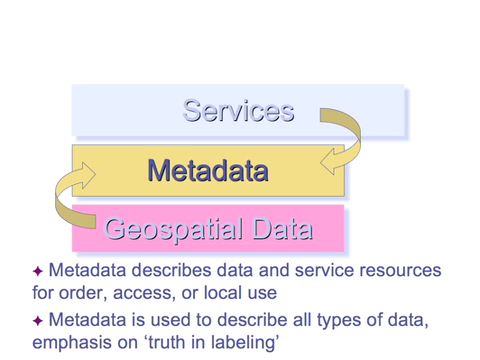 Services
Metadata
Geospatial Data
✦ Metadata describes data and service resources
for order, access, or local use
✦ Metadata is used to describe all types of data,
emphasis on ‘truth in labeling’